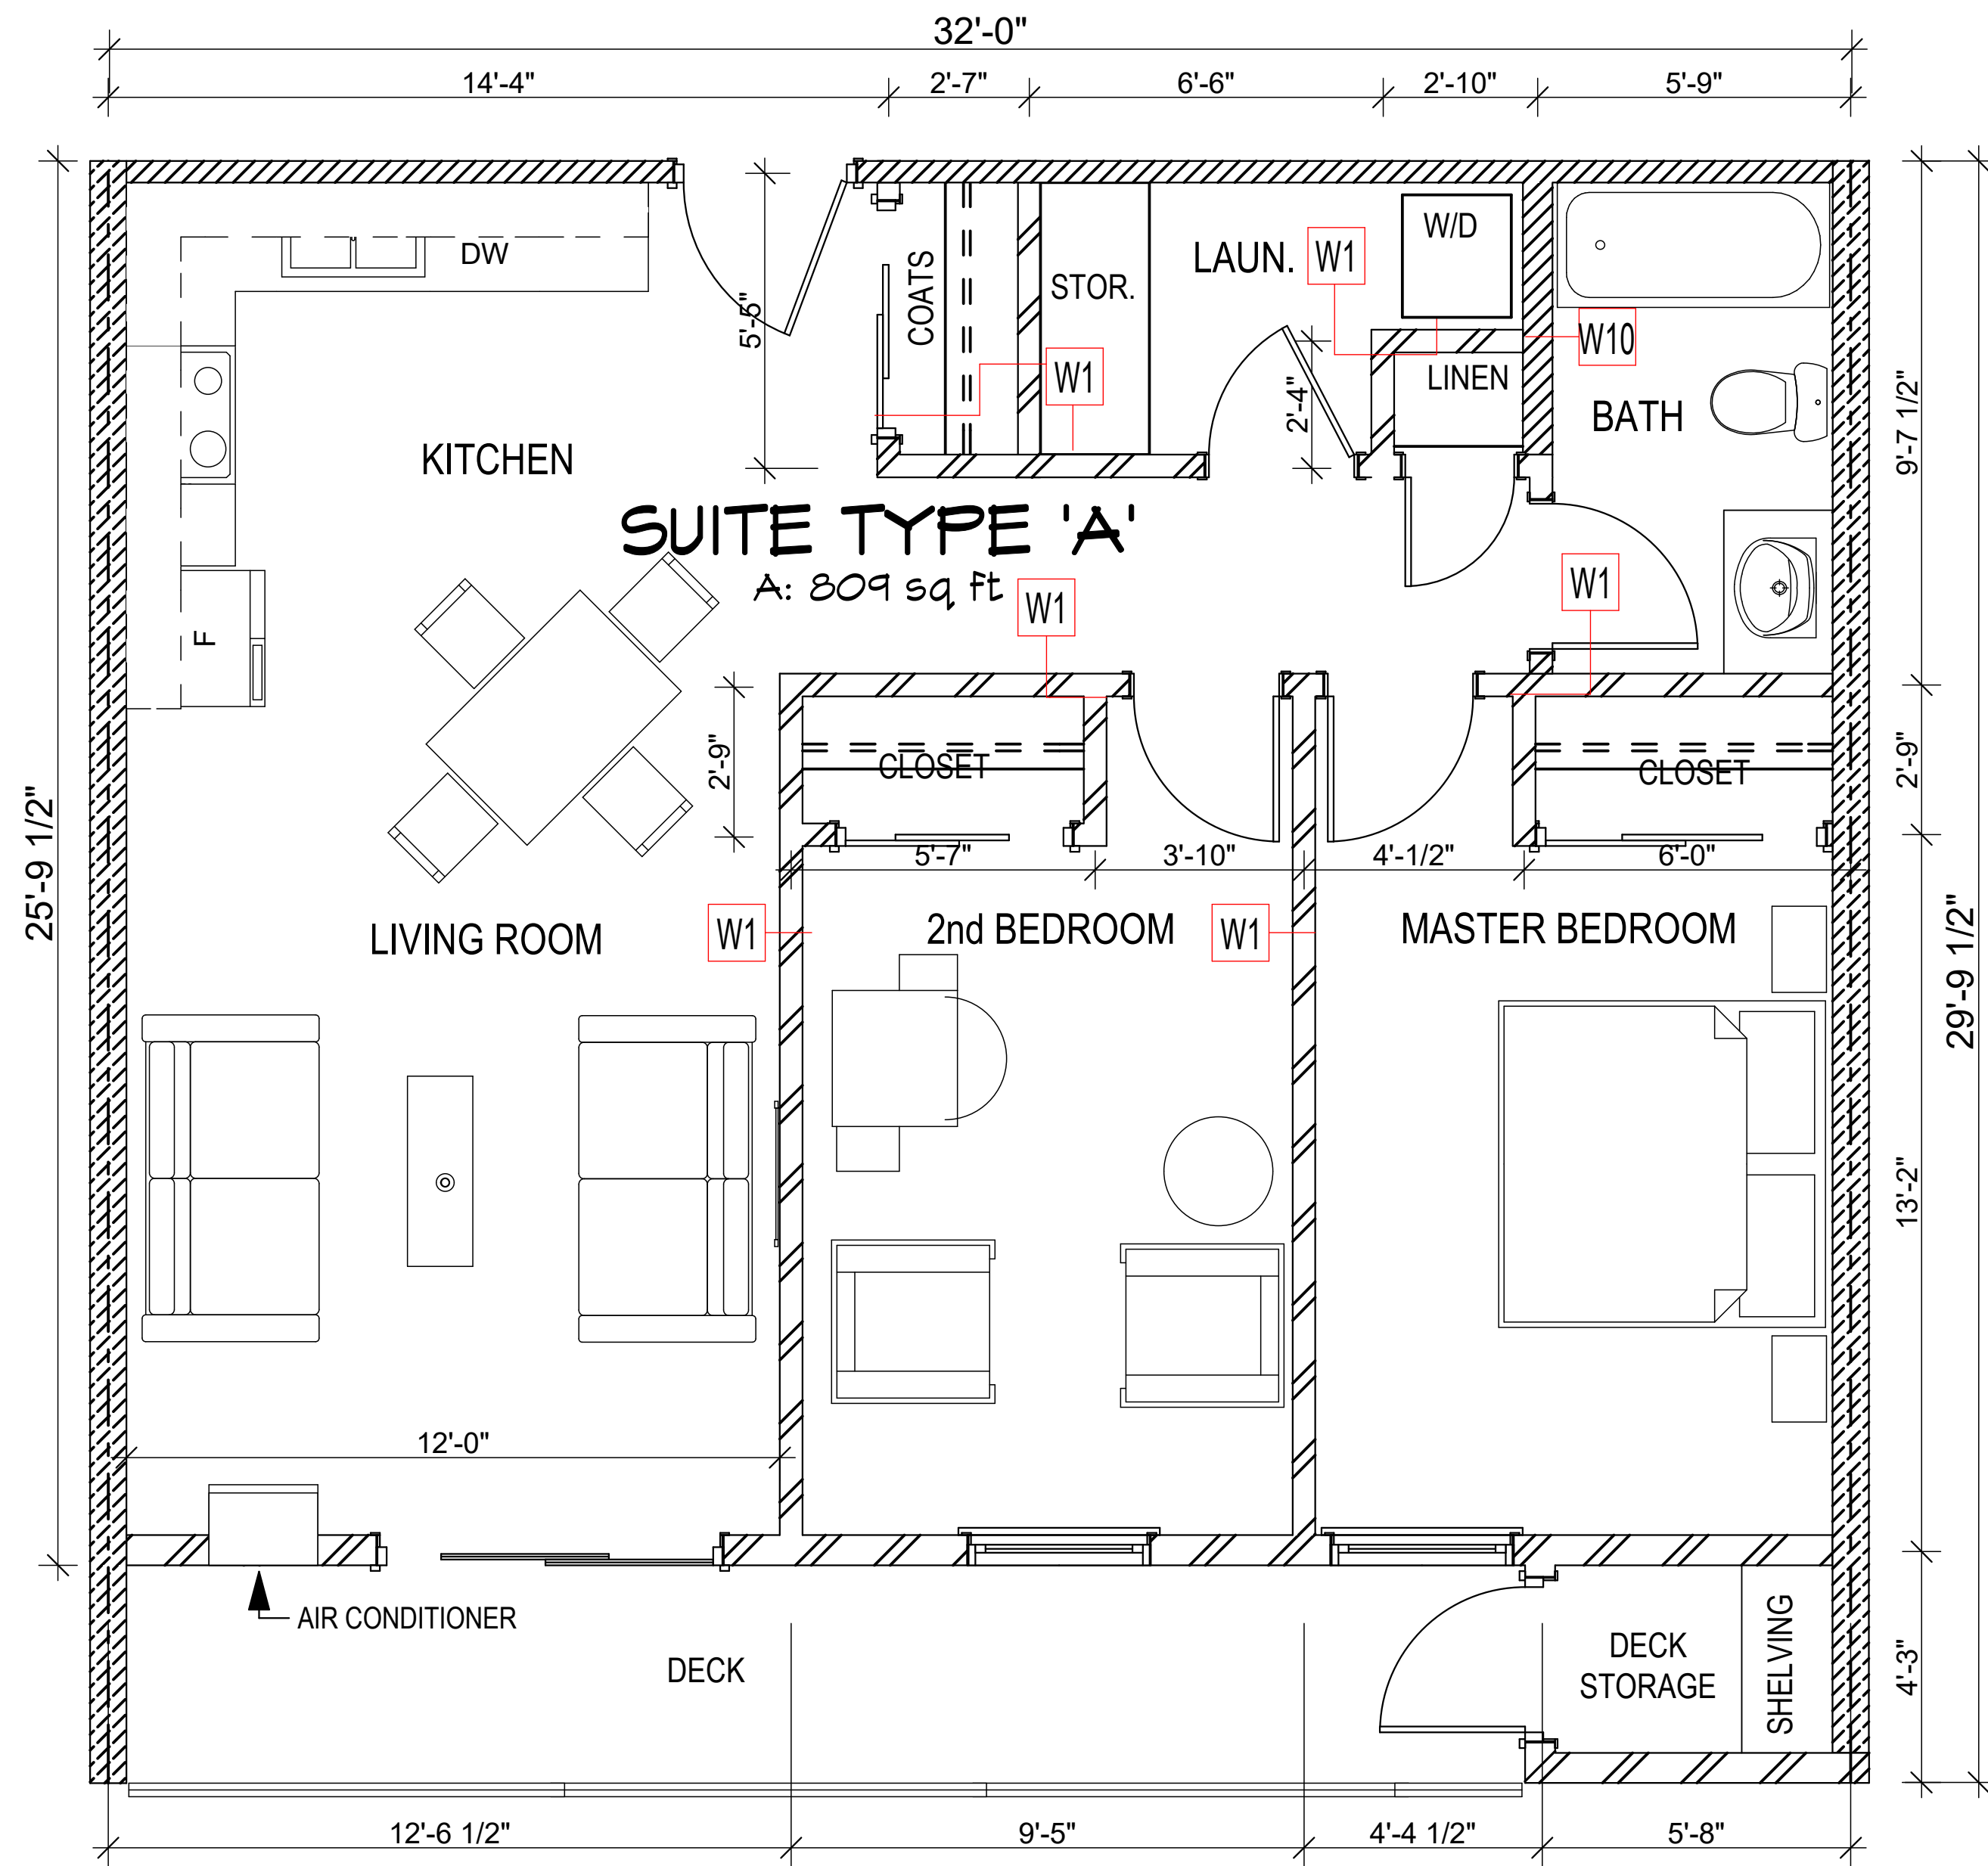 32'-0"
14'-4"
2'-7"
6'-6"
2'-10"
5'-9"
DW
COATS
STOR.
LAUN.
W1
W/D
5'-5"
W1
W10
LINEN
2'-4"
BATH
9'-7 1/2"
KITCHEN
SUITE TYPE 'A'
A: 809 sq ft
W1
W1
F
2'-9"
CLOSET
CLOSET
2'-9"
25'-9 1/2"
5'-7"
3'-10"
4'-1/2"
6'-0"
LIVING ROOM
W1
2nd BEDROOM
W1
MASTER BEDROOM
29'-9 1/2"
13'-2"
12'-0"
AIR CONDITIONER
DECK
DECK
STORAGE
SHELVING
4'-3"
12'-6 1/2"
9'-5"
4'-4 1/2"
5'-8"